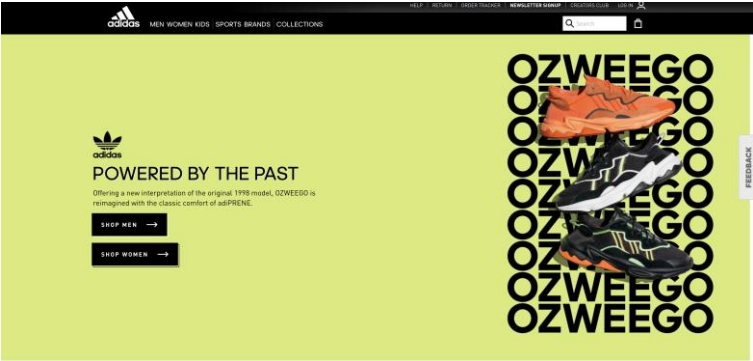 HELP | RETURN | ORDER TRACKER | NEWSLETTER SIGNUP | CREATORS CLUB LOG IN
adidas MEN WOMEN KIDS | SPORTS BRANDS | COLLECTIONS
Search
OZWEEGO
OZWEEGO
OZWEEGO
OZWEEGO
OZWEEGO
OZWEEGO
OZWEEGO
OZWEEGO
OZWEEGO
adidas
POWERED BY THE PAST
Offering a new interpretation of the original 1998 model, OZWEEGO is
reimagined with the classic comfort of adiPRENE.
SHOP MEN →
SHOP WOMEN →
FEEDBACK